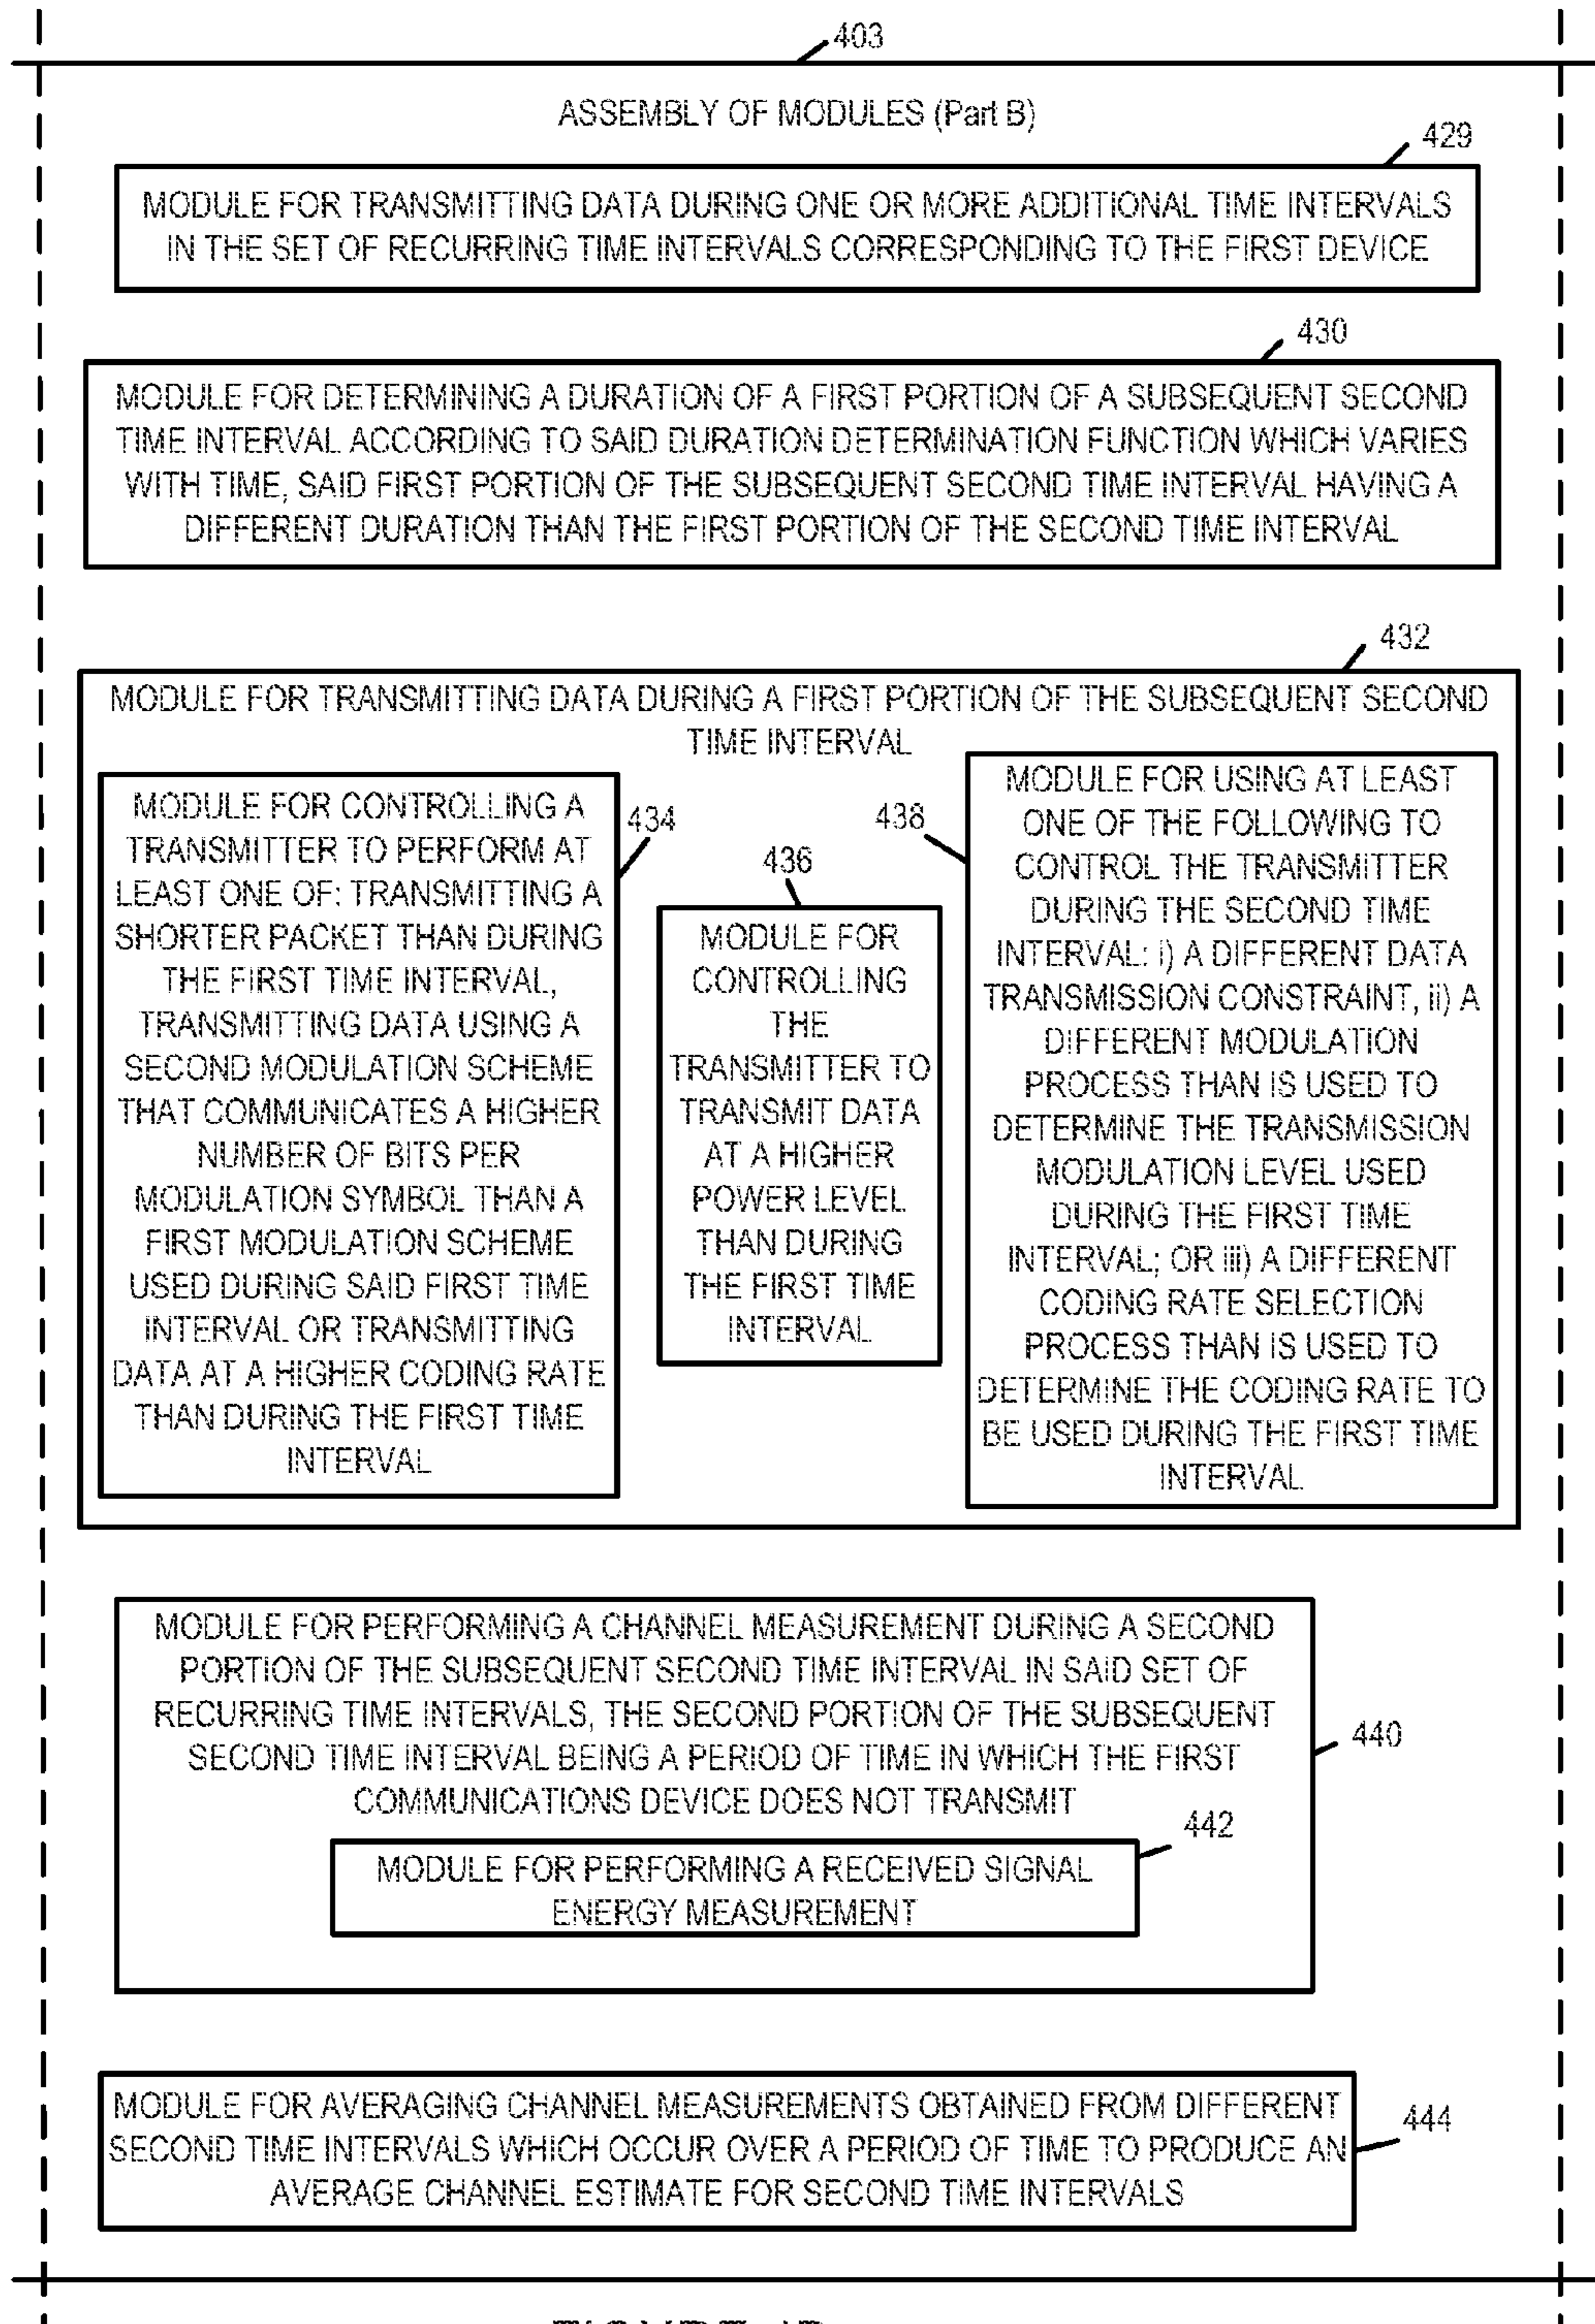 403
ASSEMBLY OF MODULES (Part B)
429
MODULE FOR TRANSMITTING DATA DURING ONE OR MORE ADDITIONAL TIME INTERVALS
IN THE SET OF RECURRING TIME INTERVALS CORRESPONDING TO THE FIRST DEVICE
430
MODULE FOR DETERMINING A DURATION OF A FIRST PORTION OF A SUBSEQUENT SECOND
TIME INTERVAL ACCORDING TO SAID DURATION DETERMINATION FUNCTION WHICH VARIES
WITH TIME, SAID FIRST PORTION OF THE SUBSEQUENT SECOND TIME INTERVAL HAVING A
DIFFERENT DURATION THAN THE FIRST PORTION OF THE SECOND TIME INTERVAL
432
MODULE FOR TRANSMITTING DATA DURING A FIRST PORTION OF THE SUBSEQUENT SECOND
TIME INTERVAL
434
MODULE FOR CONTROLLING A
TRANSMITTER TO PERFORM AT
LEAST ONE OF: TRANSMITTING A
SHORTER PACKET THAN DURING
THE FIRST TIME INTERVAL,
TRANSMITTING DATA USING A
SECOND MODULATION SCHEME
THAT COMMUNICATES A HIGHER
NUMBER OF BITS PER
MODULATION SYMBOL THAN A
FIRST MODULATION SCHEME
USED DURING SAID FIRST TIME
INTERVAL OR TRANSMITTING
DATA AT A HIGHER CODING RATE
THAN DURING THE FIRST TIME
INTERVAL
436
MODULE FOR
CONTROLLING
THE
TRANSMITTER TO
TRANSMIT DATA
AT A HIGHER
POWER LEVEL
THAN DURING
THE FIRST TIME
INTERVAL
438
MODULE FOR USING AT LEAST
ONE OF THE FOLLOWING TO
CONTROL THE TRANSMITTER
DURING THE SECOND TIME
INTERVAL: i) A DIFFERENT DATA
TRANSMISSION CONSTRAINT, ii) A
DIFFERENT MODULATION
PROCESS THAN IS USED TO
DETERMINE THE TRANSMISSION
MODULATION LEVEL USED
DURING THE FIRST TIME
INTERVAL; OR iii) A DIFFERENT
CODING RATE SELECTION
PROCESS THAN IS USED TO
DETERMINE THE CODING RATE TO
BE USED DURING THE FIRST TIME
INTERVAL
MODULE FOR PERFORMING A CHANNEL MEASUREMENT DURING A SECOND
PORTION OF THE SUBSEQUENT SECOND TIME INTERVAL IN SAID SET OF
RECURRING TIME INTERVALS, THE SECOND PORTION OF THE SUBSEQUENT
SECOND TIME INTERVAL BEING A PERIOD OF TIME IN WHICH THE FIRST
COMMUNICATIONS DEVICE DOES NOT TRANSMIT
440
442
MODULE FOR PERFORMING A RECEIVED SIGNAL
ENERGY MEASUREMENT
MODULE FOR AVERAGING CHANNEL MEASUREMENTS OBTAINED FROM DIFFERENT
SECOND TIME INTERVALS WHICH OCCUR OVER A PERIOD OF TIME TO PRODUCE AN
AVERAGE CHANNEL ESTIMATE FOR SECOND TIME INTERVALS
444